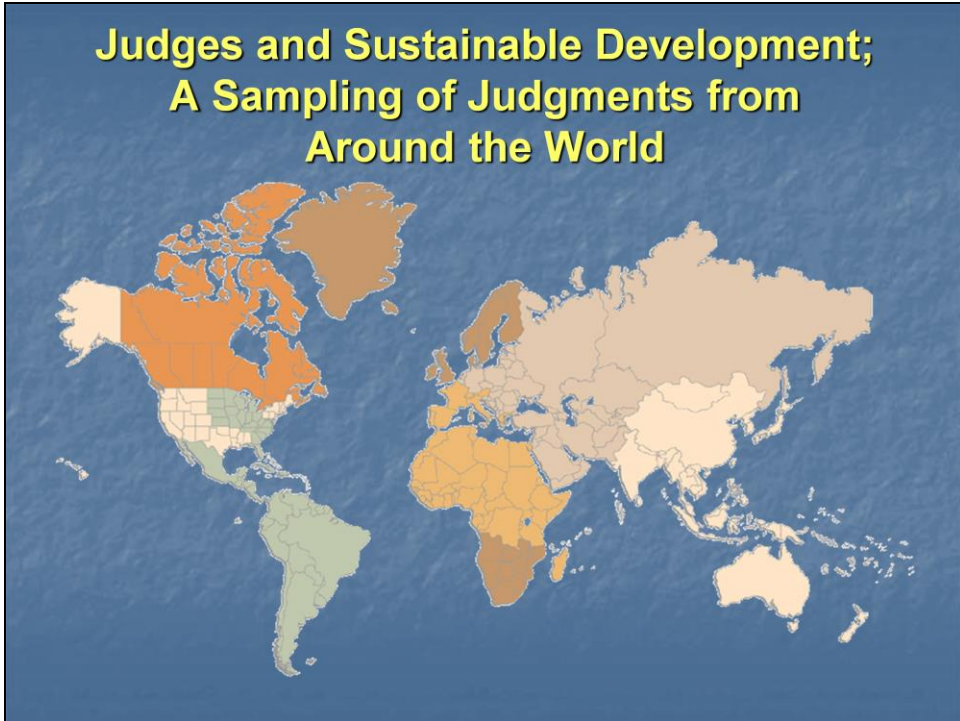 Judges and Sustainable Development;
A Sampling of Judgments from
Around the World